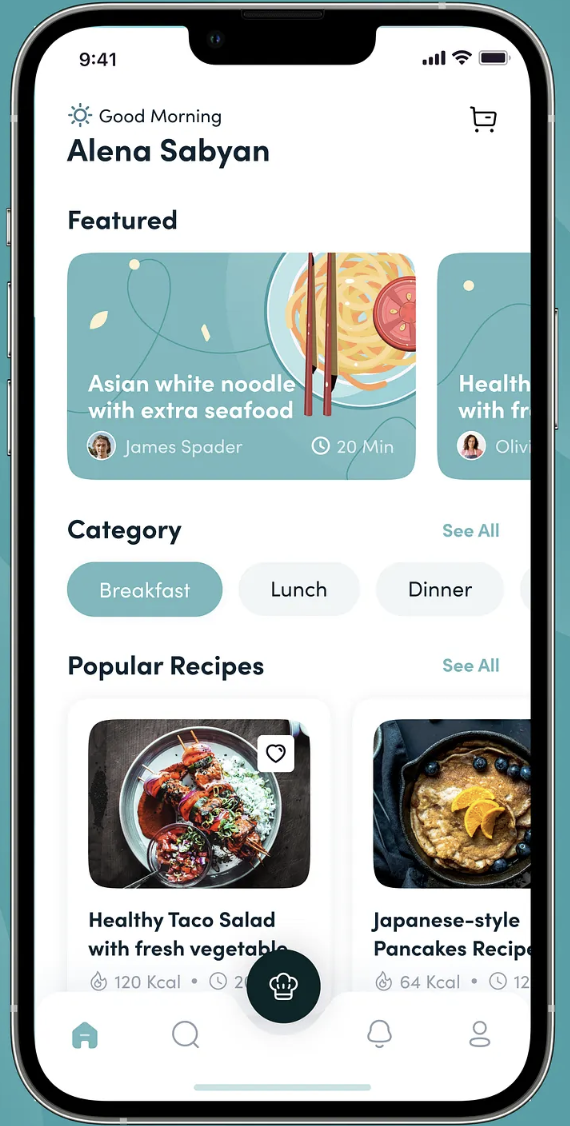 9:41
Good Morning
Alena Sabyan
Featured
Asian white noodle
with extra seafood
James Spader
20 Min
Health
with fr
Olivi
Category
See All
Breakfast
Lunch
Dinner
Popular Recipes
See All
Healthy Taco Salad
with fresh vegetable
120 Kcal • 2
Japanese-style
Pancakes Recipe
64 Kcal • 12